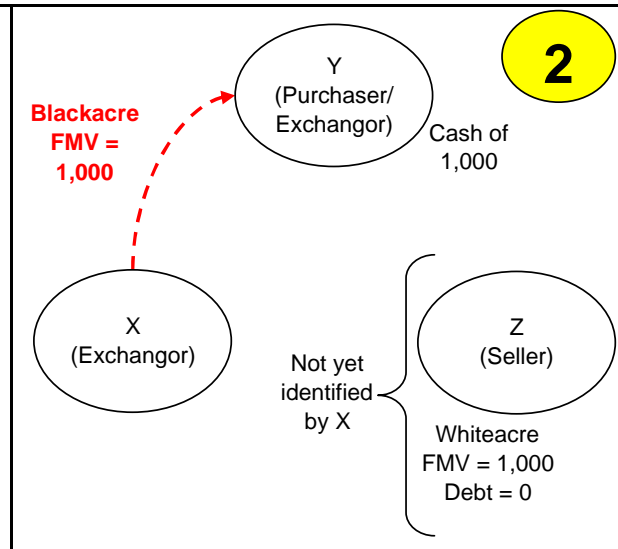 2
Y
(Purchaser/
Exchangor)
Blackacre
FMV =
1,000
Cash of
1,000
X
(Exchangor)
Z
(Seller)
Not yet
identified
by X
Whiteacre
FMV = 1,000
Debt = 0